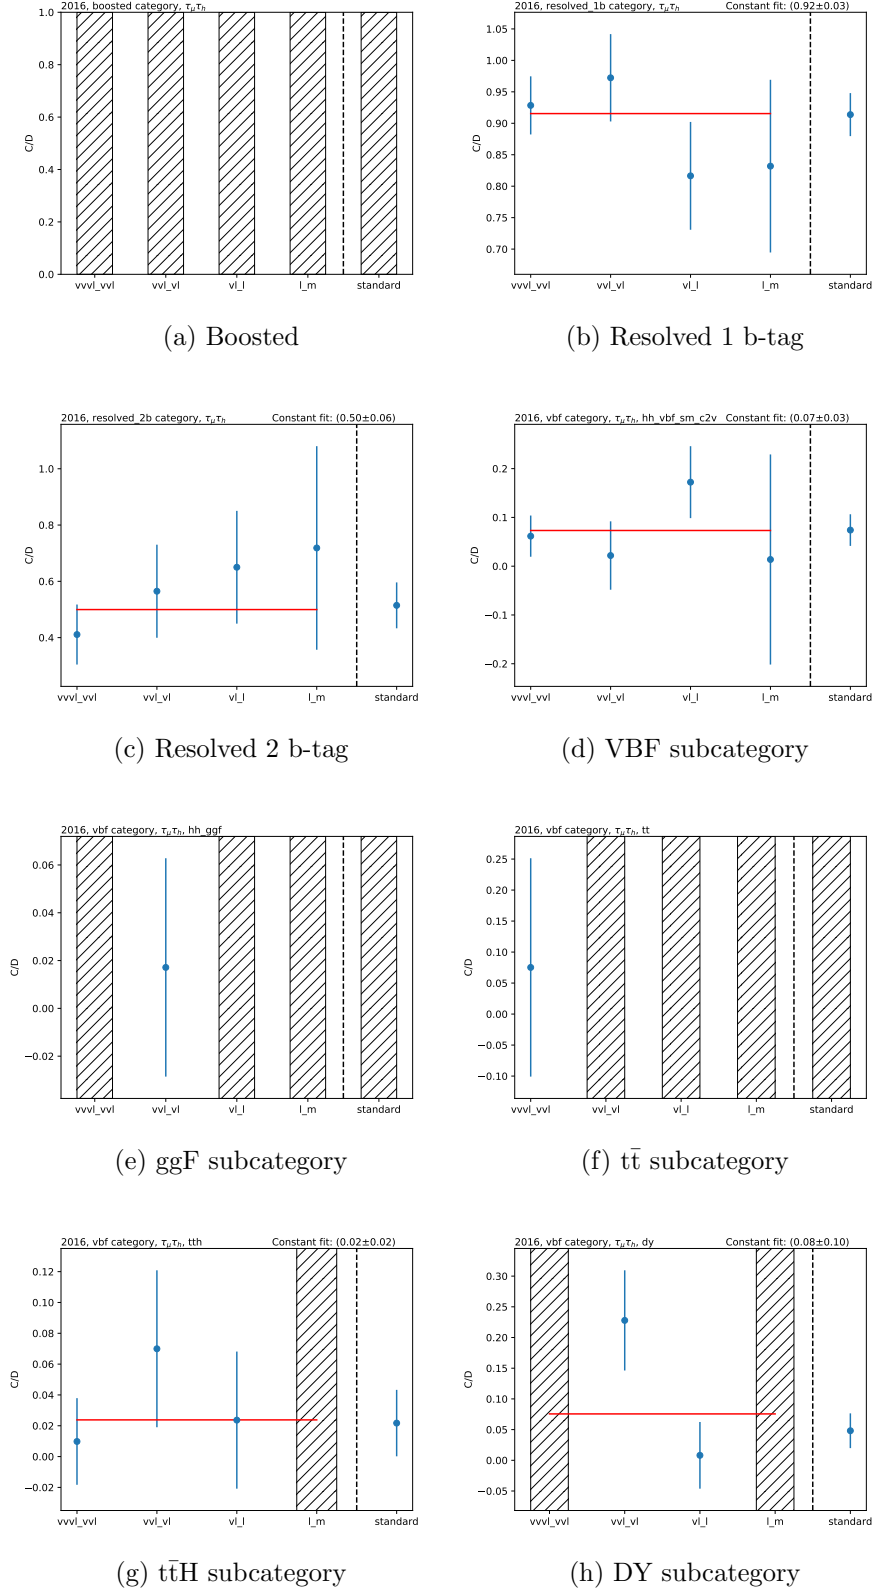 2016, boosted category, τμτh
1.0
0.8
0.6
0.4
0.2
0.0
C/D
vvvl_vvl vvl_vl vl_l l_m standard
(a) Boosted
2016, resolved_1b category, τμτh Constant fit: (0.92±0.03)
1.05
1.00
0.95
0.90
0.85
0.80
0.75
0.70
C/D
vvvl_vvl vvl_vl vl_l l_m standard
(b) Resolved 1 b-tag
2016, resolved_2b category, τμτh Constant fit: (0.50±0.06)
1.0
0.8
0.6
0.4
C/D
vvvl_vvl vvl_vl vl_l l_m standard
(c) Resolved 2 b-tag
2016, vbf category, τμτh, hh_vbf_sm_c2v Constant fit: (0.07±0.03)
0.2
0.1
0.0
−0.1
−0.2
C/D
vvvl_vvl vvl_vl vl_l l_m standard
(d) VBF subcategory
2016, vbf category, τμτh, hh_ggf
0.06
0.04
0.02
0.00
−0.02
C/D
vvvl_vvl vvl_vl vl_l l_m standard
(e) ggF subcategory
2016, vbf category, τμτh, tt
0.25
0.20
0.15
0.10
0.05
0.00
−0.05
−0.10
C/D
vvvl_vvl vvl_vl vl_l l_m standard
(f) tt̄ subcategory
2016, vbf category, τμτh, tth Constant fit: (0.02±0.02)
0.12
0.10
0.08
0.06
0.04
0.02
0.00
−0.02
C/D
vvvl_vvl vvl_vl vl_l l_m standard
(g) tt̄H subcategory
2016, vbf category, τμτh, dy Constant fit: (0.08±0.10)
0.30
0.25
0.20
0.15
0.10
0.05
0.00
−0.05
C/D
vvvl_vvl vvl_vl vl_l l_m standard
(h) DY subcategory